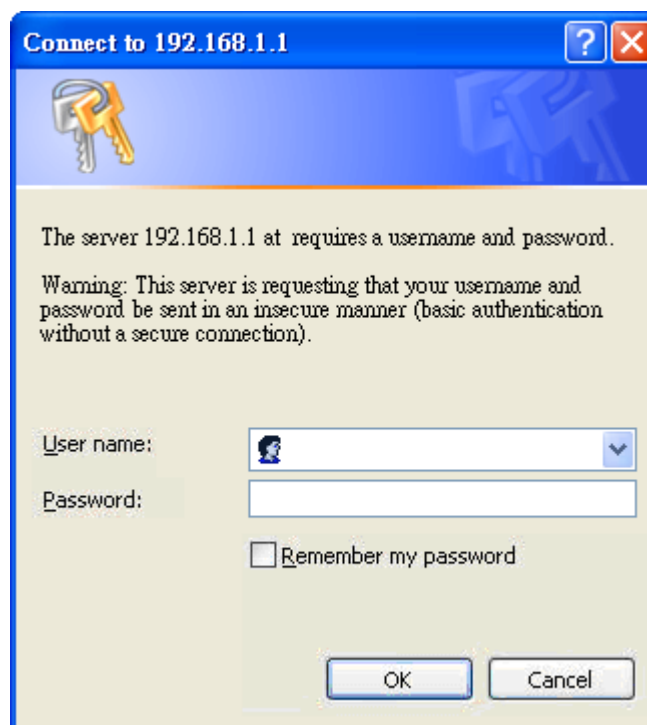 Connect to 192.168.1.1
The server 192.168.1.1 at requires a username and password.
Warning: This server is requesting that your username and
password be sent in an insecure manner (basic authentication
without a secure connection).
User name:
Password:
Remember my password
OK
Cancel